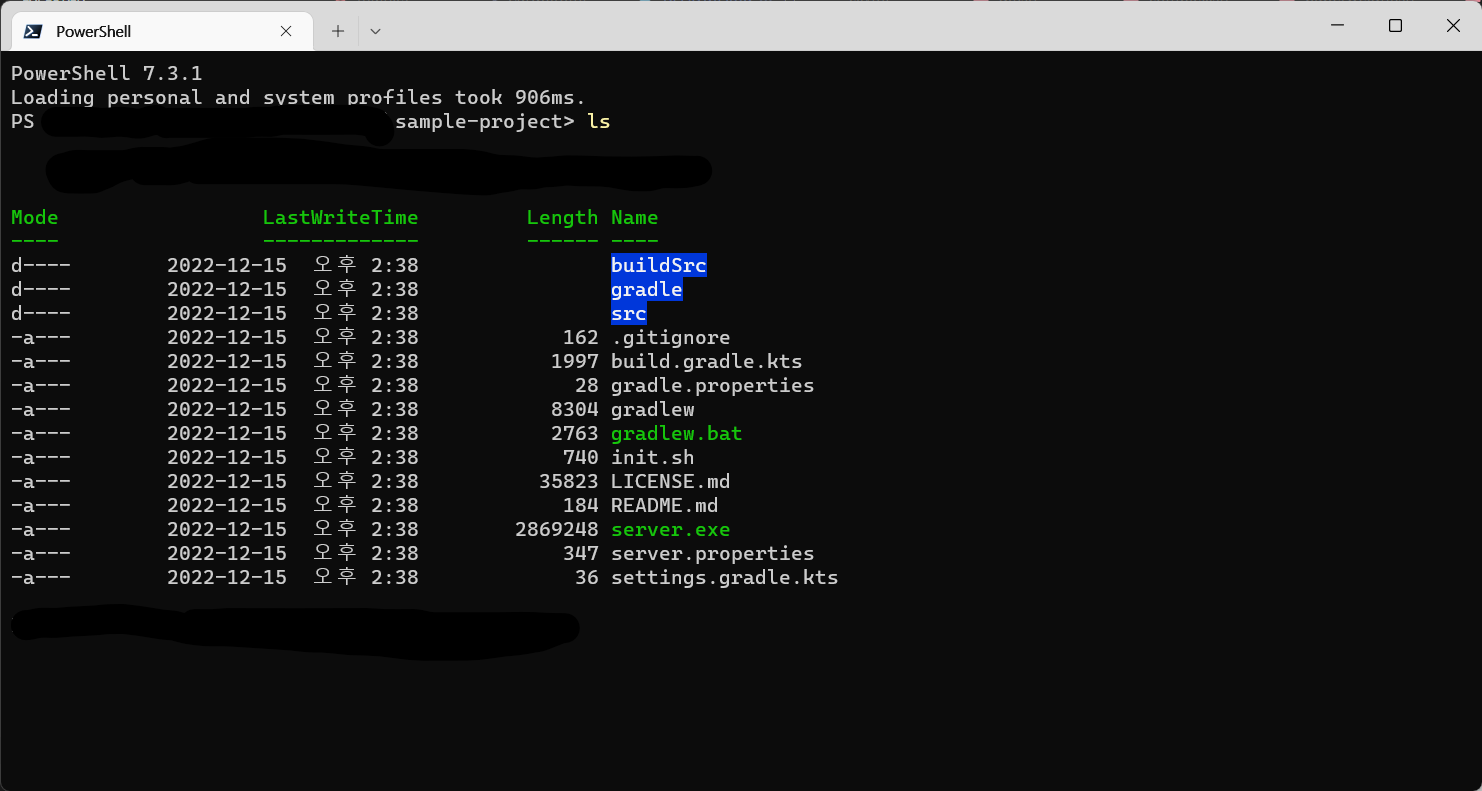 PowerShell
PowerShell 7.3.1
Loading personal and system profiles took 906ms.
PS sample-project> ls
Mode LastWriteTime Length Name
---- ------------- ------ ----
d---- 2022-12-15 오후 2:38 buildSrc
d---- 2022-12-15 오후 2:38 gradle
d---- 2022-12-15 오후 2:38 src
-a--- 2022-12-15 오후 2:38 162 .gitignore
-a--- 2022-12-15 오후 2:38 1997 build.gradle.kts
-a--- 2022-12-15 오후 2:38 28 gradle.properties
-a--- 2022-12-15 오후 2:38 8304 gradlew
-a--- 2022-12-15 오후 2:38 2763 gradlew.bat
-a--- 2022-12-15 오후 2:38 740 init.sh
-a--- 2022-12-15 오후 2:38 35823 LICENSE.md
-a--- 2022-12-15 오후 2:38 184 README.md
-a--- 2022-12-15 오후 2:38 2869248 server.exe
-a--- 2022-12-15 오후 2:38 347 server.properties
-a--- 2022-12-15 오후 2:38 36 settings.gradle.kts